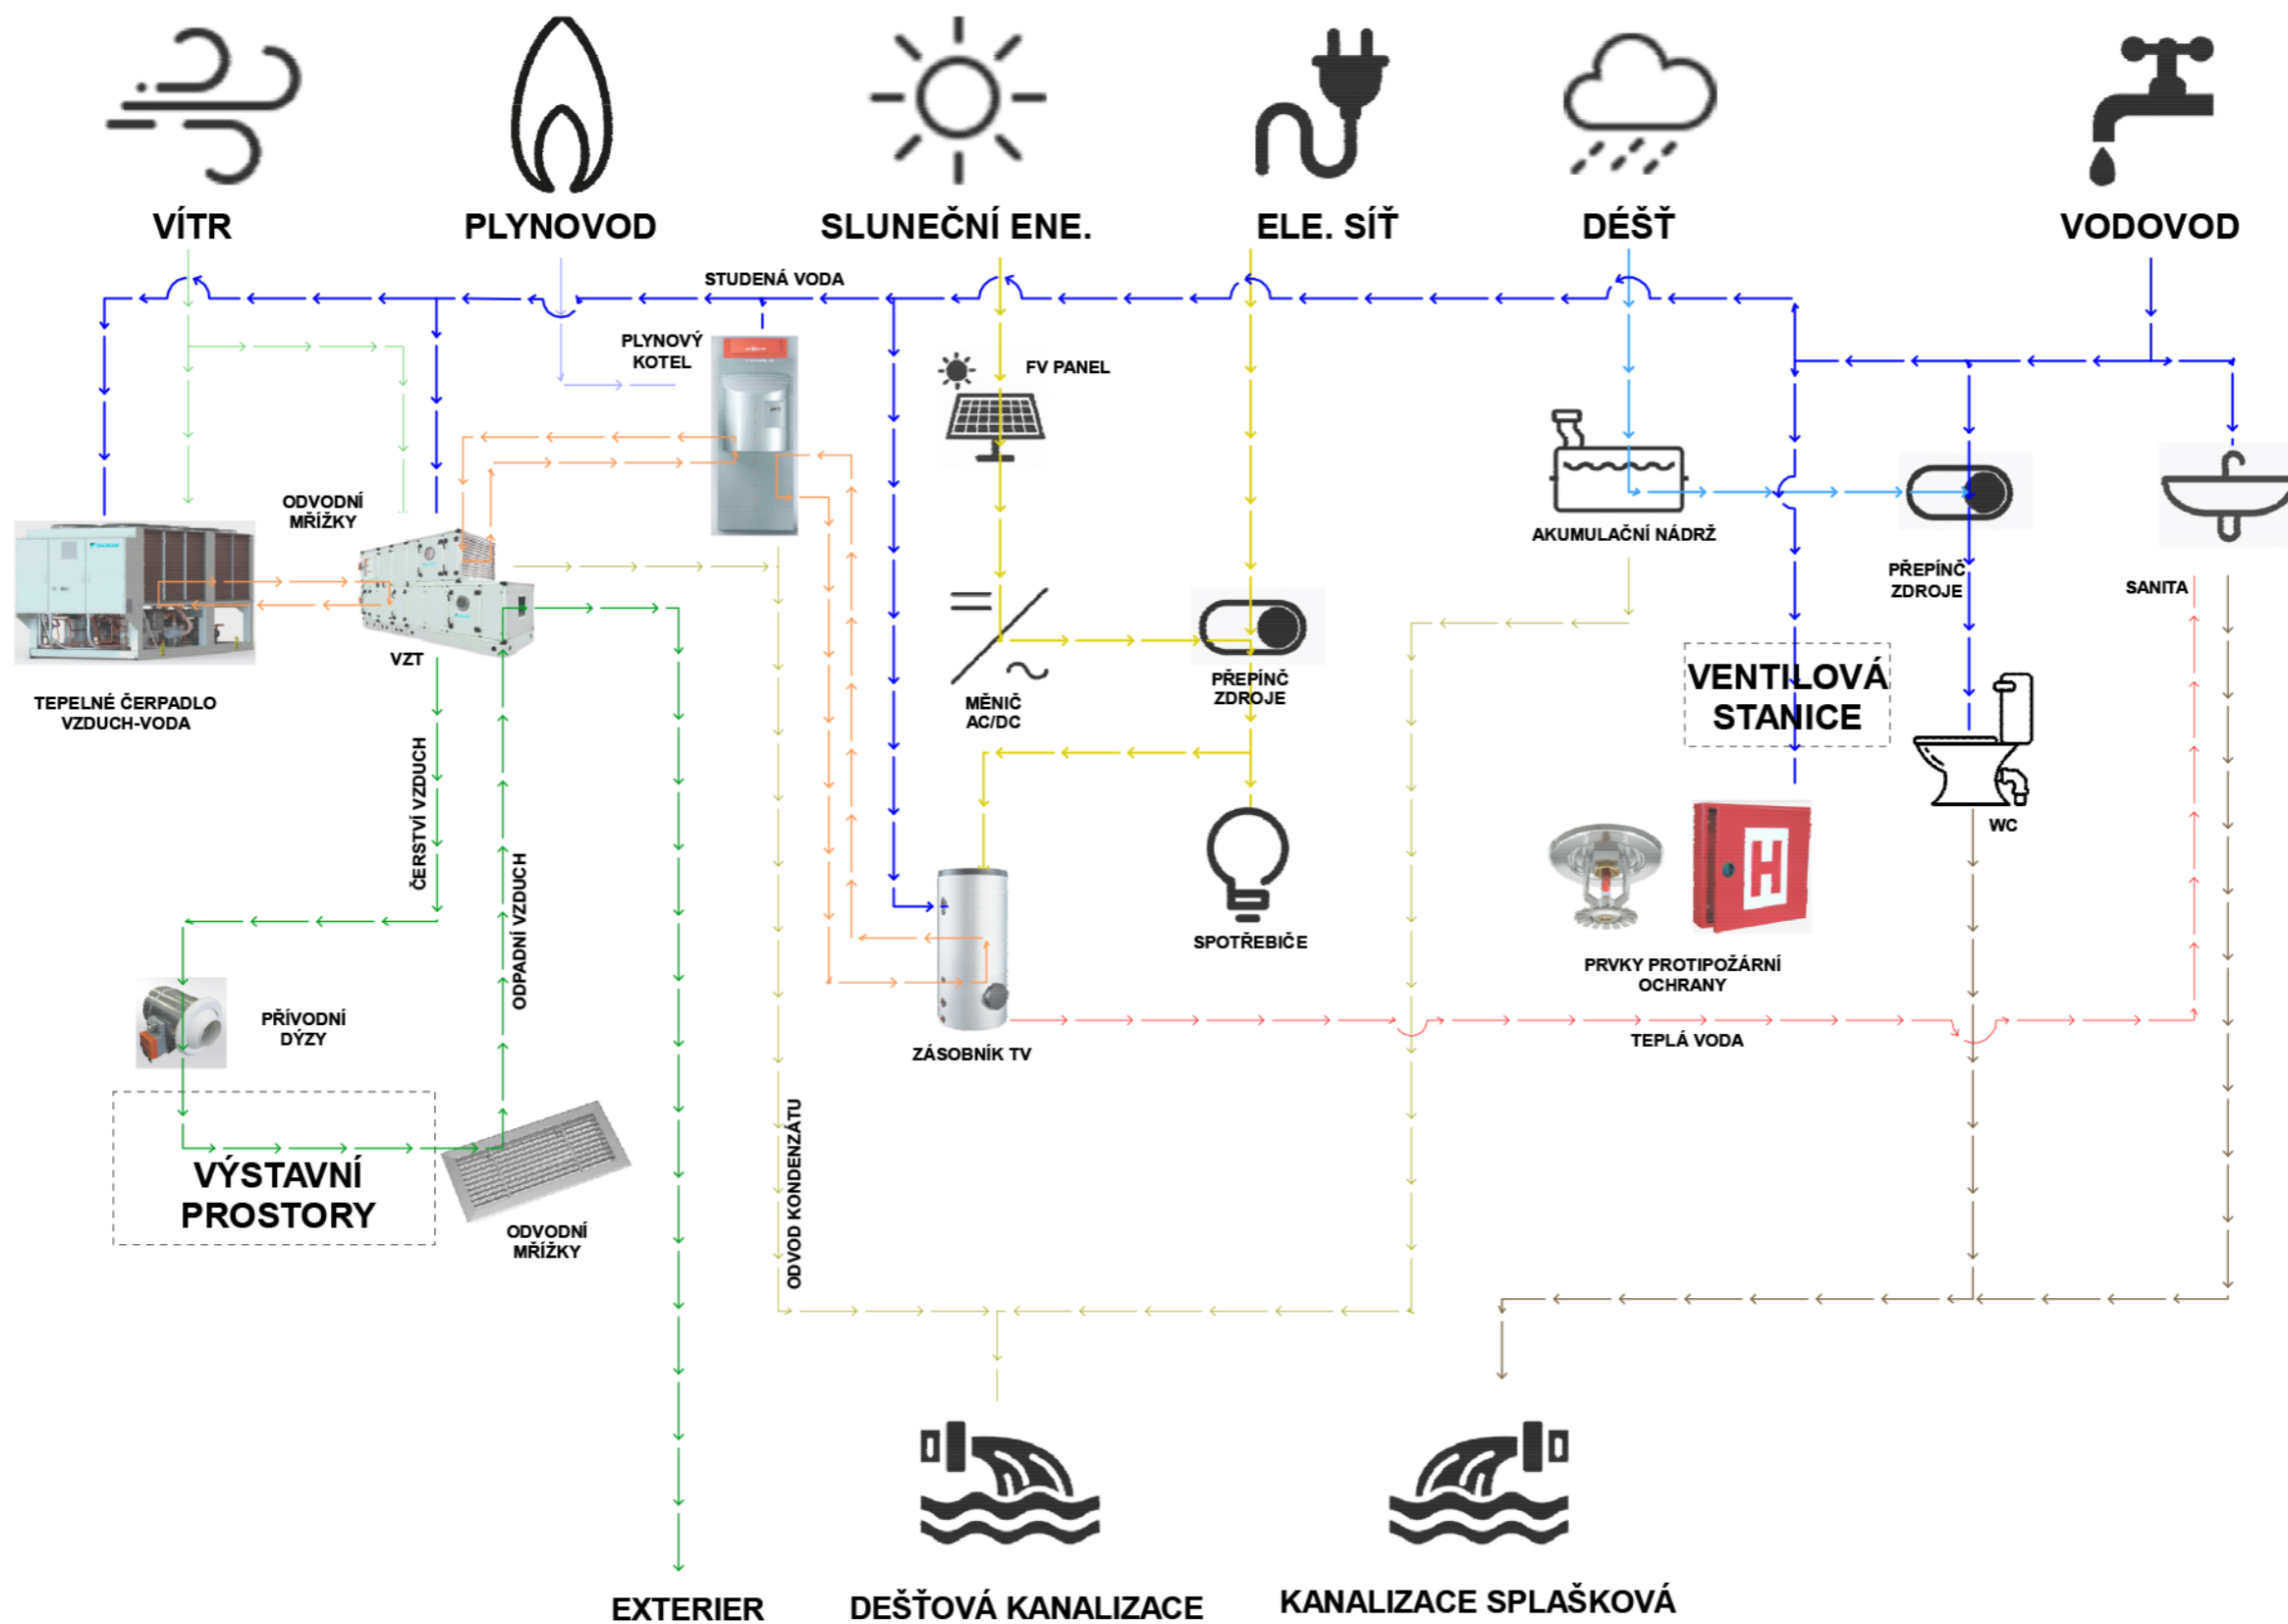 VÍTR
PLYNOVOD
SLUNEČNÍ ENE.
ELE. SÍŤ
DÉŠŤ
VODOVOD
STUDENÁ VODA
PLYNOVÝ
KOTEL
FV PANEL
ODVODNÍ
MŘÍŽKY
AKUMULAČNÍ NÁDRŽ
PŘEPÍNČ
ZDROJE
SANITA
TEPELNÉ ČERPADLO
VZDUCH-VODA
VZT
MĚNIČ
AC/DC
PŘEPÍNČ
ZDROJE
VENTILOVÁ
STANICE
WC
ČERSTVÍ VZDUCH
ODPADNÍ VZDUCH
SPOTŘEBIČE
PRVKY PROTIPOŽÁRNÍ
OCHRANY
H
PŘÍVODNÍ
DÝZY
ZÁSOBNÍK TV
TEPLÁ VODA
VÝSTAVNÍ
PROSTORY
ODVODNÍ
MŘÍŽKY
ODVOD KONDENZÁTU
EXTERIER
DEŠŤOVÁ KANALIZACE
KANALIZACE SPLAŠKOVÁ